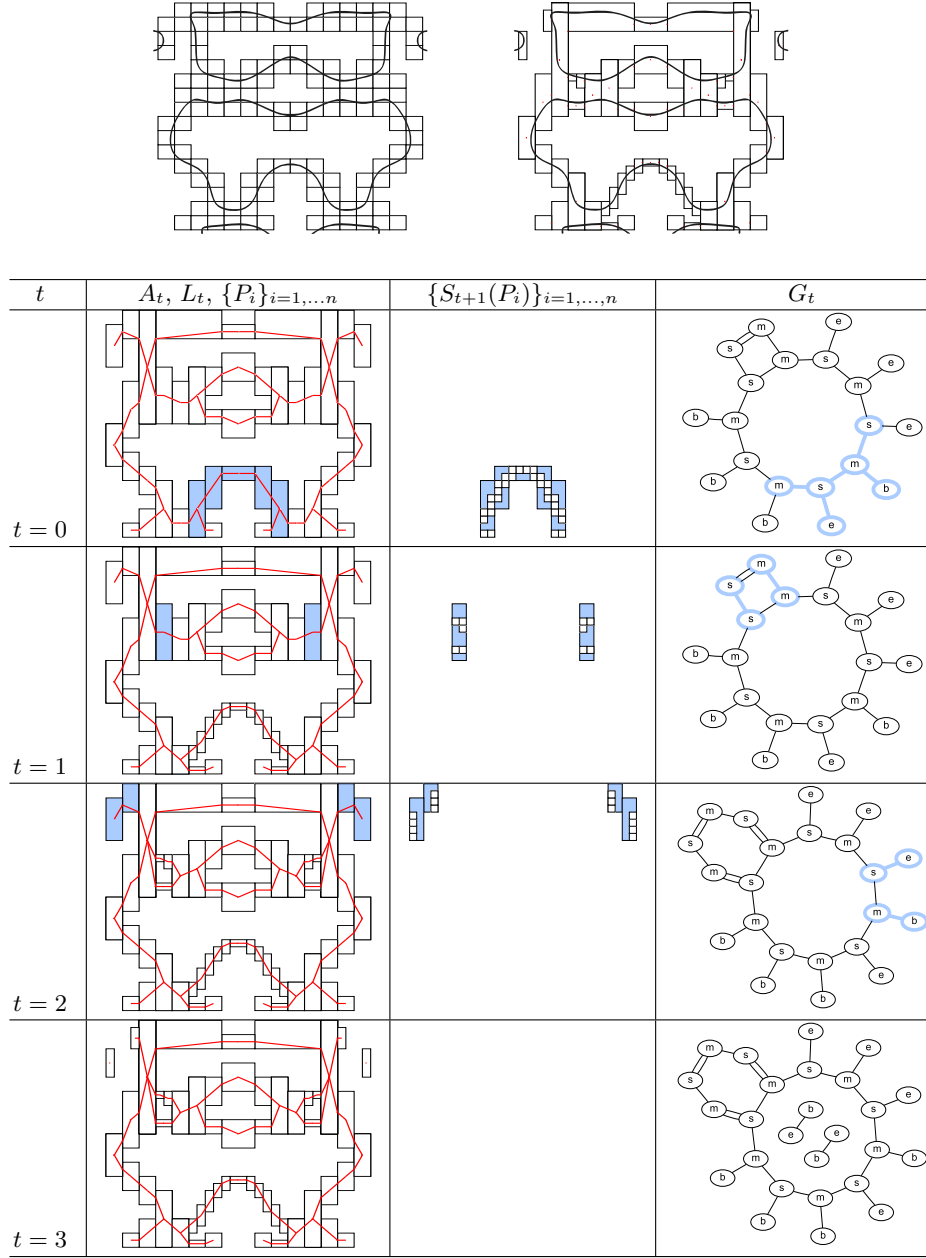 t
A_t, L_t, {P_i}_{i=1,...n}
{S_{t+1}(P_i)}_{i=1,...,n}
G_t
t = 0
e
m
s
m s e
s m
b m s e
s m
b m s b
b e
t = 1
e
m
s
m s e
s m
b m s e
s m
b m s b
b e
t = 2
e
m s e
s
s m m
e
m s
s
m m b
b
s s
m
e
b
b
t = 3
e
m s e
s
s m m
e
m b s
s
e e
m b m b
b
s s
m
e
b
b